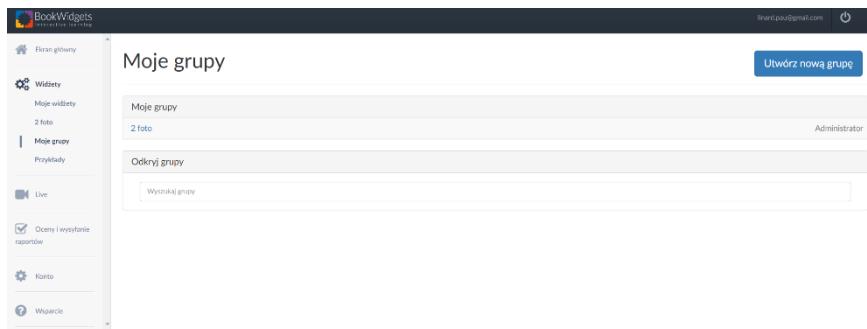 BookWidgets
interactive learning
linard.pau@gmail.com
Ekran główny
Widżety
Moje widżety
2 foto
Moje grupy
Przykłady
Live
Oceny i wysyłanie
raportów
Konto
Wsparcie
Moje grupy
Utwórz nową grupę
Moje grupy
2 foto Administrator
Odkryj grupy
Wyszukaj grupy